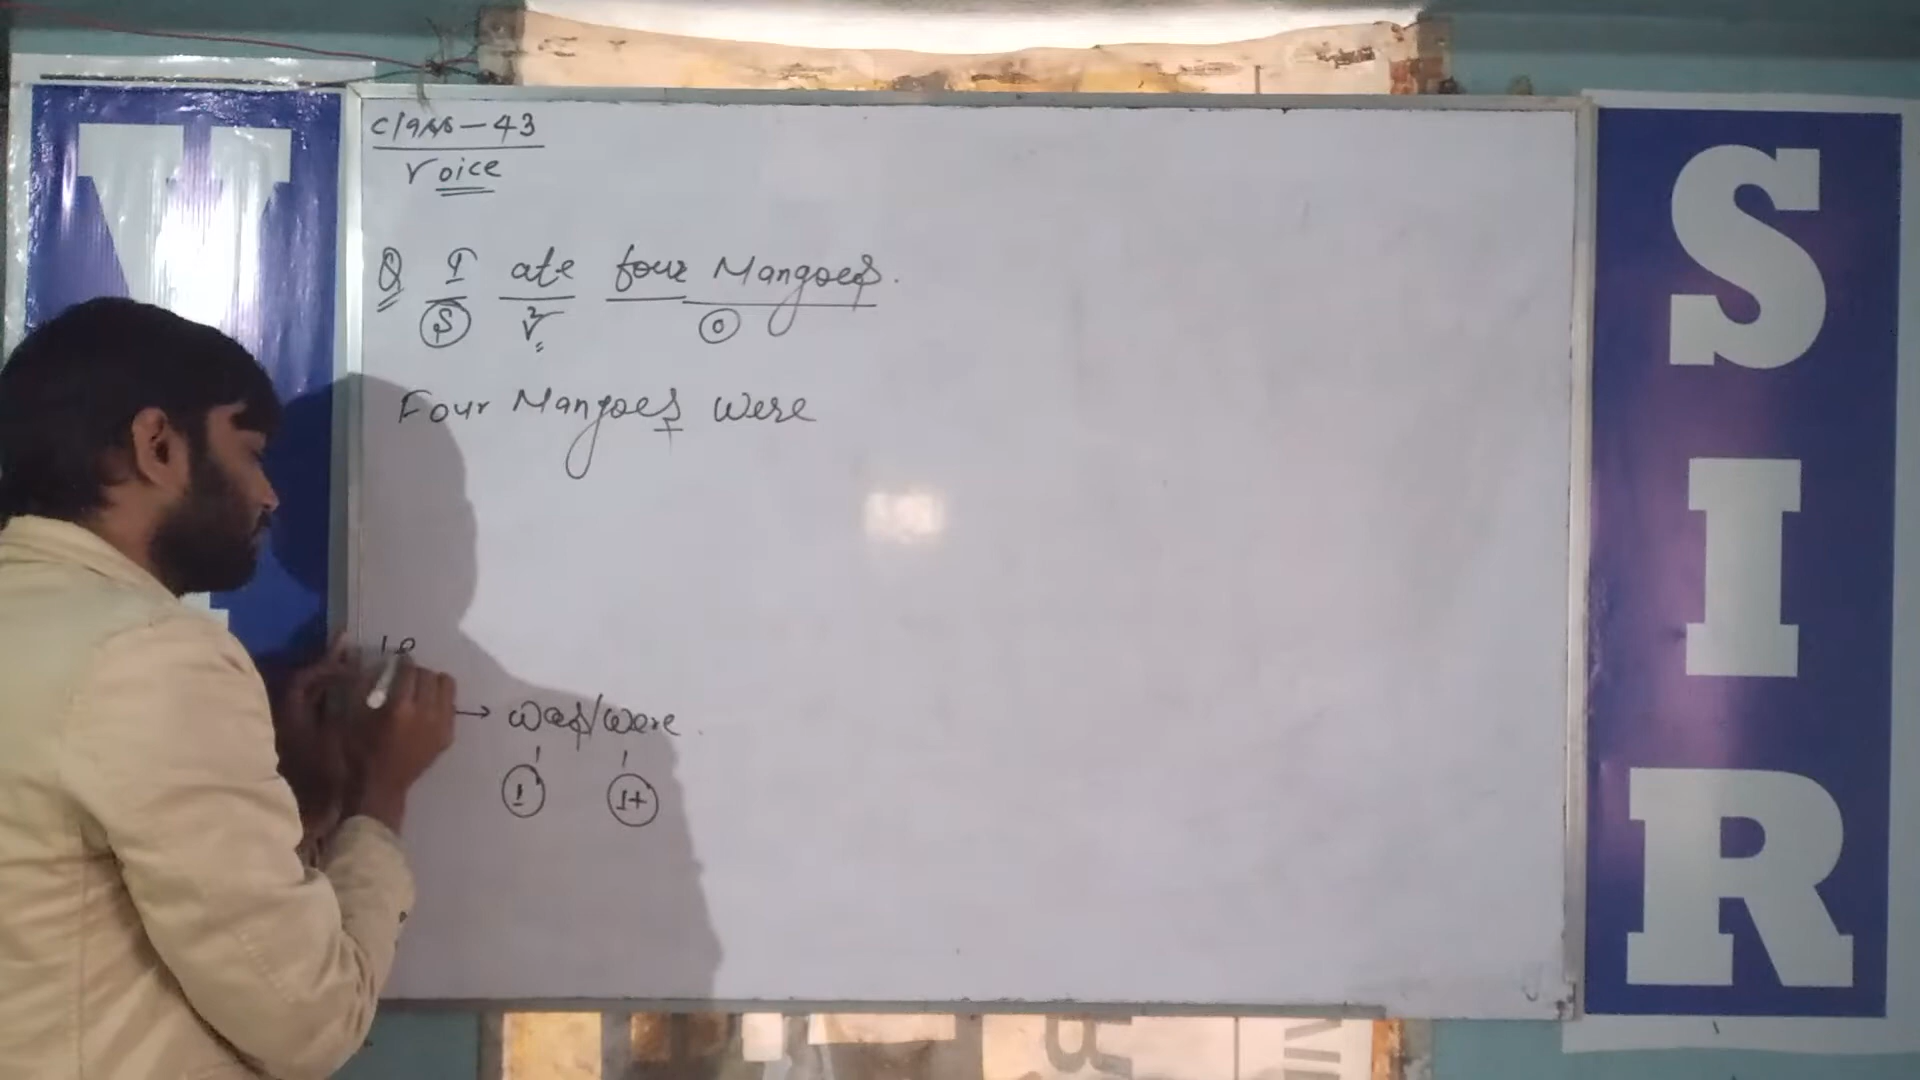 Class-43
Voice
Q I ate four Mangoes.
S V2 O
Four Mangoes were
→ was/were.
1 1+
SIR